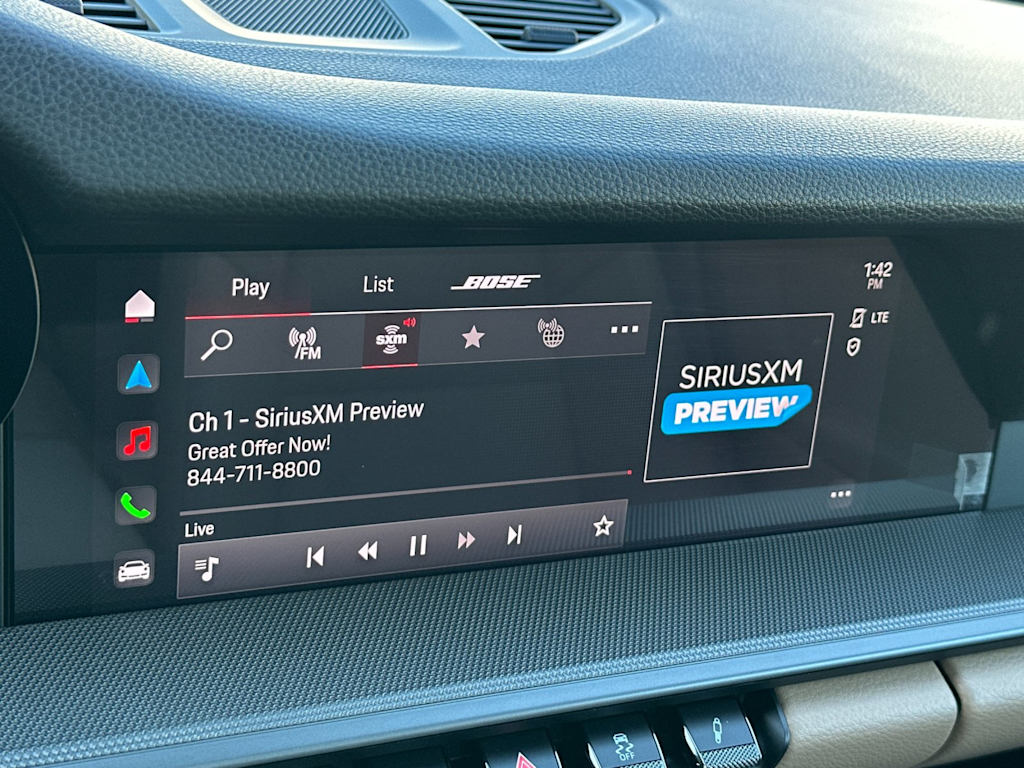 Play
List
BOSE
1:42
PM
LTE
FM
sxm
SIRIUSXM
PREVIEW
Ch 1 - SiriusXM Preview
Great Offer Now!
844-711-8800
Live
OFF